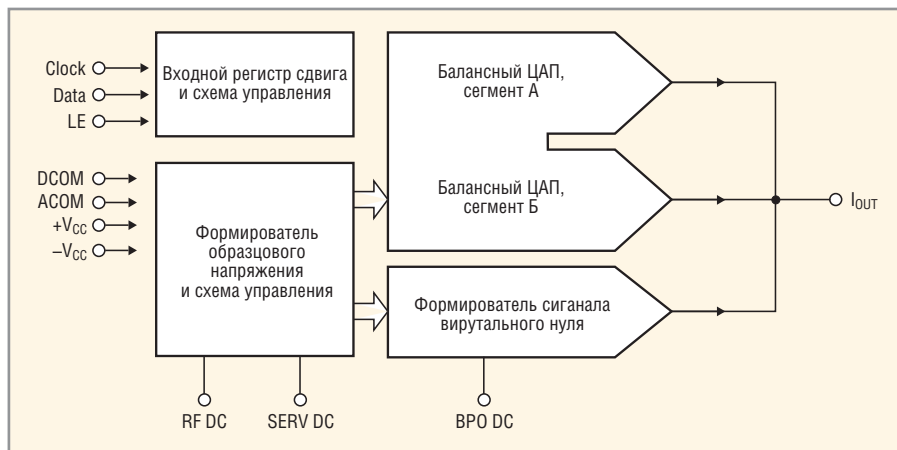 Clock
Data
LE
Входной регистр сдвига
и схема управления
Балансный ЦАП,
сегмент А
DCOM
ACOM
+VCC
–VCC
Формирователь
образцового
напряжения
и схема управления
Балансный ЦАП,
сегмент Б
IOUT
Формирователь сиганала
вирутального нуля
RF DC
SERV DC
BPO DC